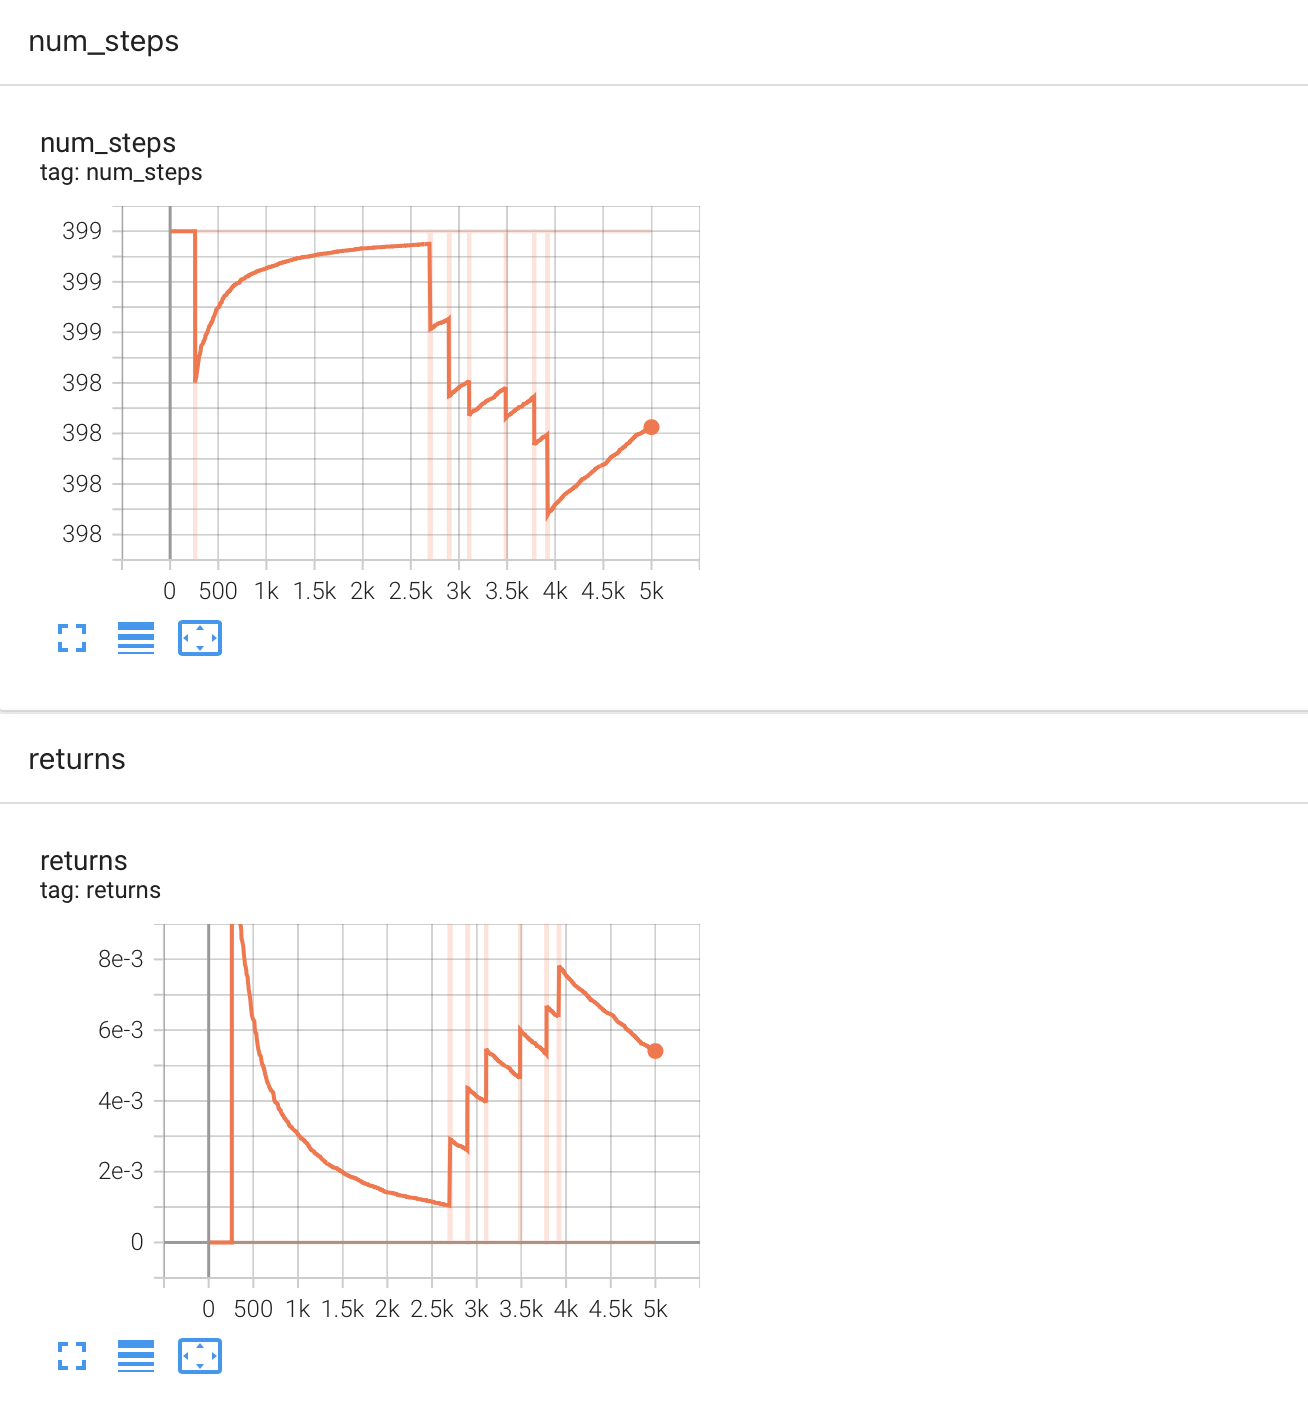 num_steps
num_steps
tag: num_steps
399
399
399
398
398
398
398
0 500 1k 1.5k 2k 2.5k 3k 3.5k 4k 4.5k 5k
returns
returns
tag: returns
8e-3
6e-3
4e-3
2e-3
0
0 500 1k 1.5k 2k 2.5k 3k 3.5k 4k 4.5k 5k